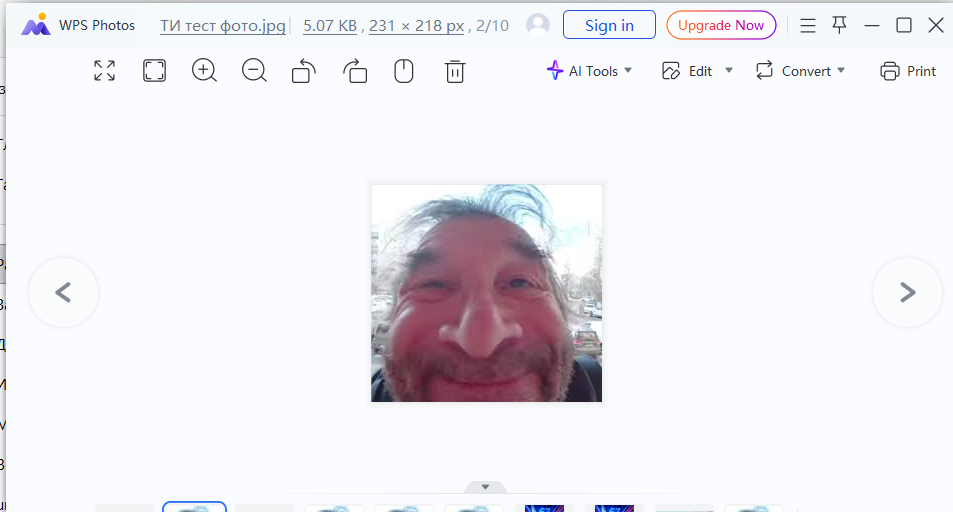 WPS Photos ТИ тест фото.jpg 5.07 KB , 231 × 218 px , 2/10 Sign in Upgrade Now
AI Tools Edit Convert Print